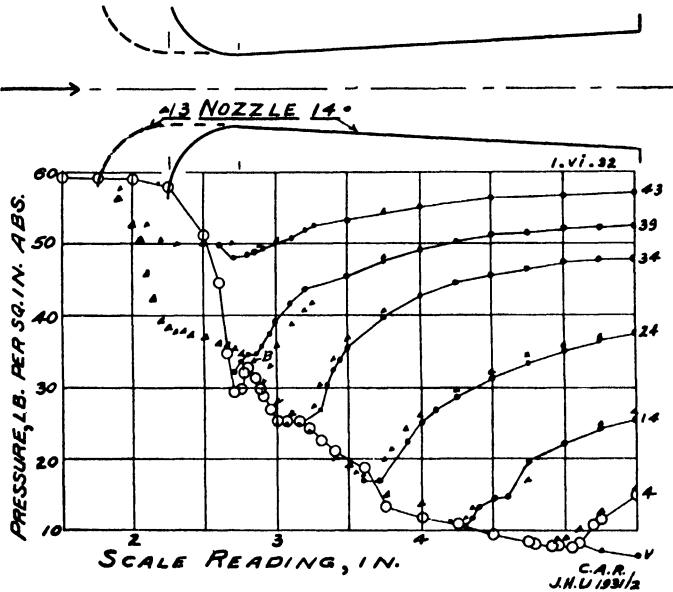 ▲13 NOZZLE 14•
1.vi.32
60
50
40
30
20
10
PRESSURE, LB. PER SQ. IN. ABS.
43
39
34
24
14
4
V
B
2
3
4
SCALE READING, IN.
C.A.R.
J.H.U 1931/2